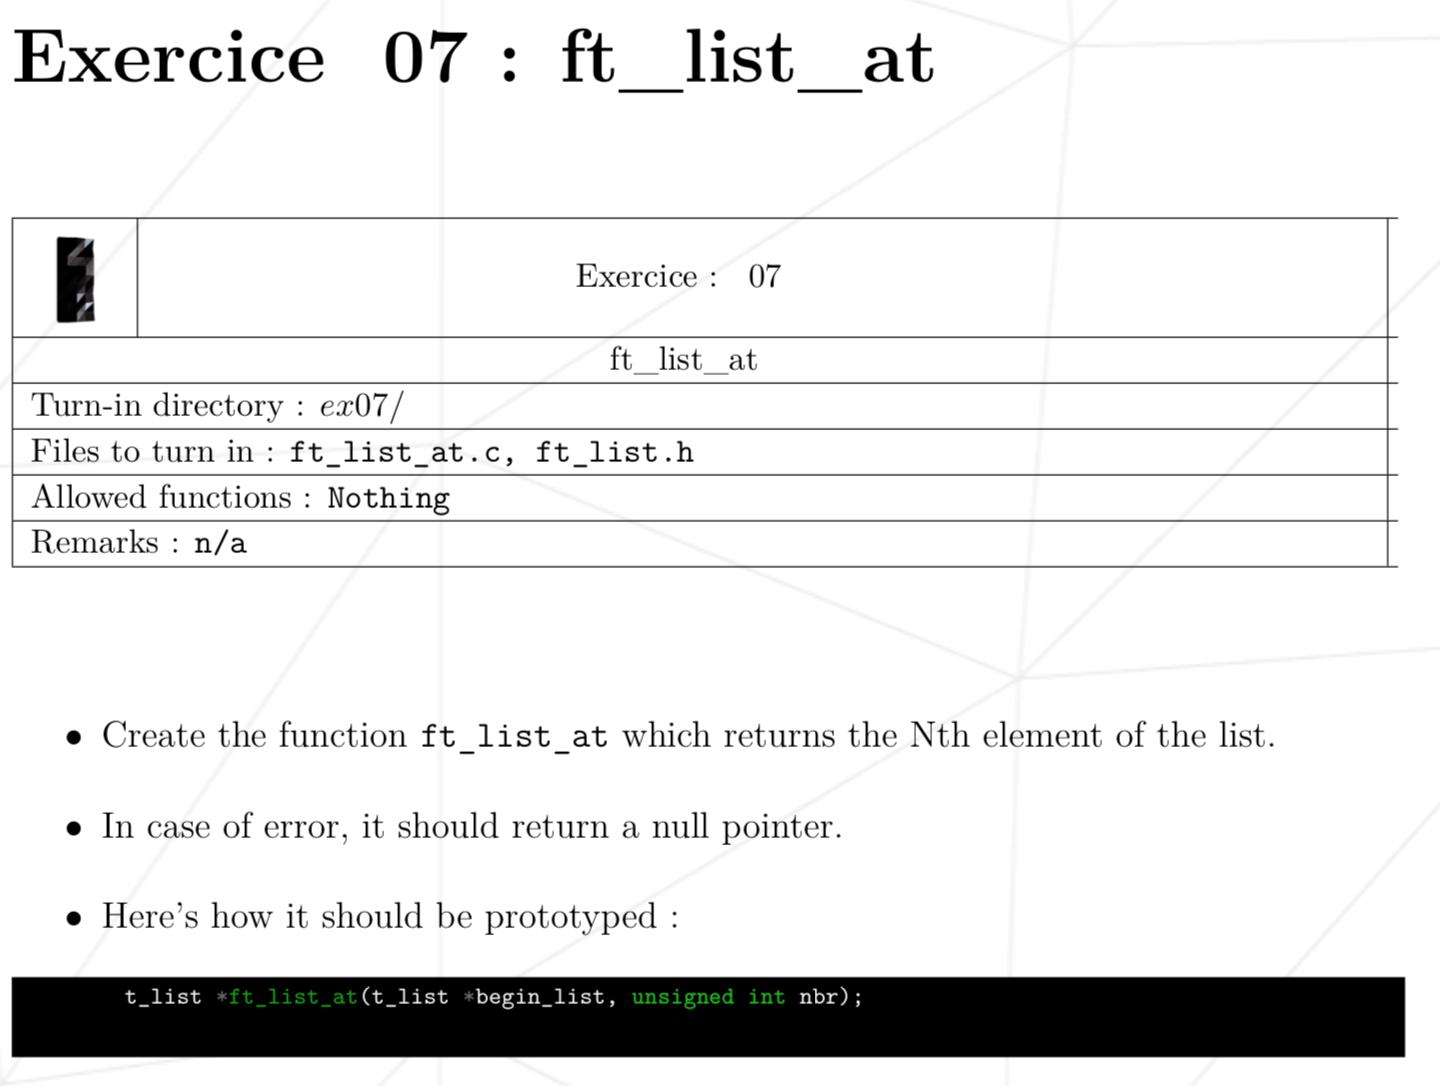 Exercice 07 : ft_list_at
Exercice : 07
ft_list_at
Turn-in directory : ex07/
Files to turn in : ft_list_at.c, ft_list.h
Allowed functions : Nothing
Remarks : n/a
• Create the function ft_list_at which returns the Nth element of the list.
• In case of error, it should return a null pointer.
• Here's how it should be prototyped :
t_list *ft_list_at(t_list *begin_list, unsigned int nbr);